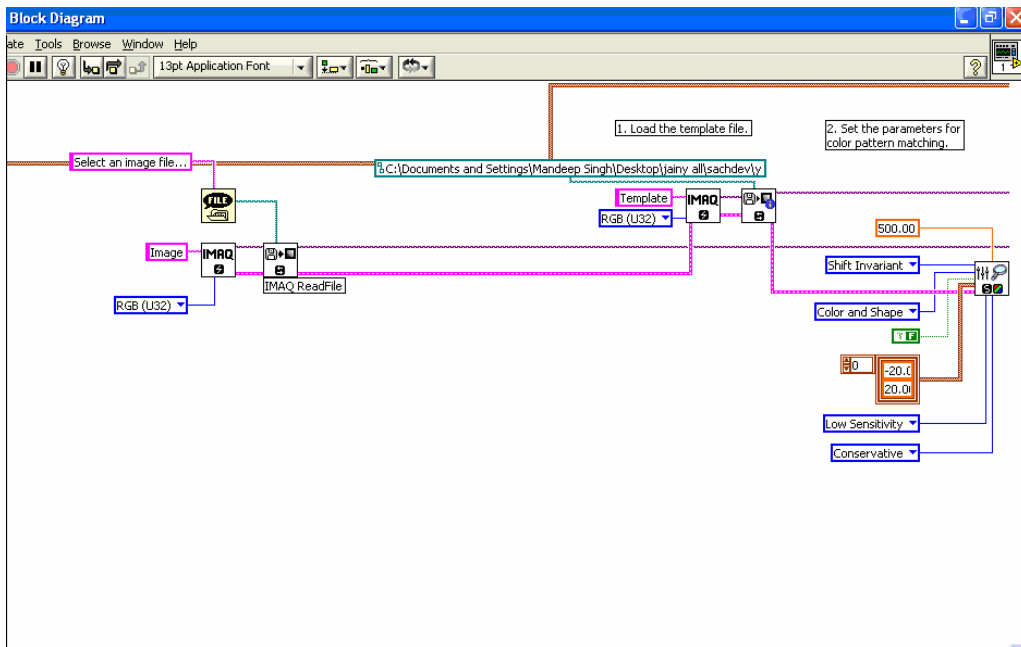 Block Diagram
ate Tools Browse Window Help
13pt Application Font
?
1
1. Load the template file.
2. Set the parameters for
color pattern matching.
Select an image file...
C:\Documents and Settings\Mandeep Singh\Desktop\jainy all\sachdev\y
FILE
Template
IMAQ
RGB (U32)
500.00
Image
IMAQ
Shift Invariant
IMAQ ReadFile
S
RGB (U32)
Color and Shape
F
0
-20.0
20.00
Low Sensitivity
Conservative